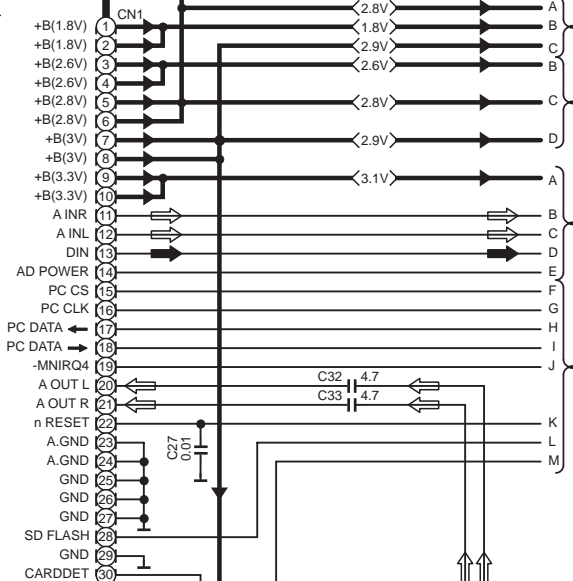 CN1
2.8V A
+B(1.8V) 1 1.8V B
+B(1.8V) 2 2.9V C
+B(2.6V) 3 2.6V B
+B(2.6V) 4
+B(2.8V) 5 2.8V C
+B(2.8V) 6
+B(3V) 7 2.9V D
+B(3V) 8
+B(3.3V) 9 3.1V A
+B(3.3V) 10
A INR 11 B
A INL 12 C
DIN 13 D
AD POWER 14 E
PC CS 15 F
PC CLK 16 G
PC DATA 17 H
PC DATA 18 I
-MNIRQ4 19 J
A OUT L 20 C32 4.7
A OUT R 21 C33 4.7
n RESET 22 K
A.GND 23 C27 0.01 L
A.GND 24 M
GND 25
GND 26
GND 27
SD FLASH 28
GND 29
CARDDET 30